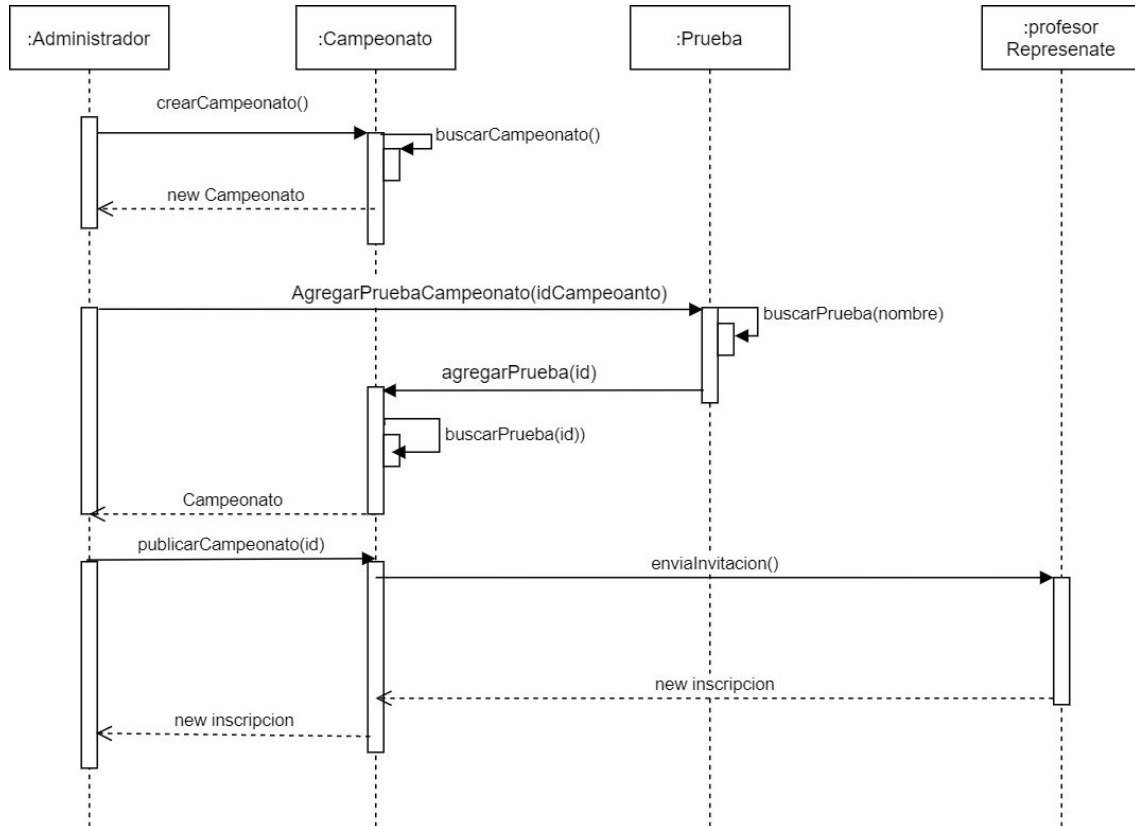 :Administrador
:Campeonato
:Prueba
:profesor
Represenate
crearCampeonato()
buscarCampeonato()
new Campeonato
AgregarPruebaCampeonato(idCampeoanto)
buscarPrueba(nombre)
agregarPrueba(id)
buscarPrueba(id))
Campeonato
publicarCampeonato(id)
enviaInvitacion()
new inscripcion
new inscripcion